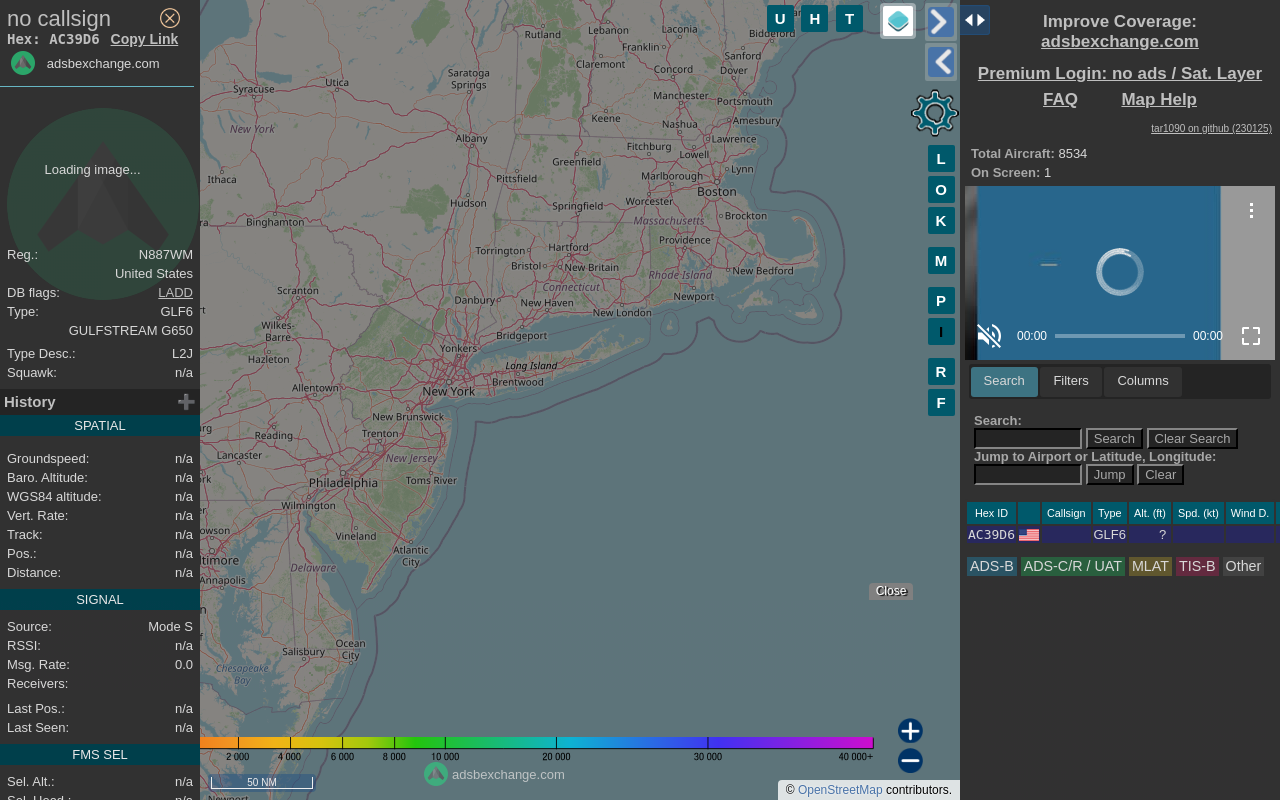 no callsign
Hex: AC39D6 Copy Link
adsbexchange.com
Loading image...
Reg.: N887WM
United States
DB flags: LADD
Type: GLF6
GULFSTREAM G650
Type Desc.: L2J
Squawk: n/a
History
SPATIAL
Groundspeed: n/a
Baro. Altitude: n/a
WGS84 altitude: n/a
Vert. Rate: n/a
Track: n/a
Pos.: n/a
Distance: n/a
SIGNAL
Source: Mode S
RSSI: n/a
Msg. Rate: 0.0
Receivers:
Last Pos.: n/a
Last Seen: n/a
FMS SEL
Sel. Alt.: n/a
U H T
L
O
K
M
P
I
R
F
Rutland
Lebanon
Laconia
Franklin
Biddeford
Claremont
Sanford
Concord
Dover
Saratoga
Springs
Utica
Syracuse
Manchester
Portsmouth
Keene
Nashua
Amesbury
New York
Albany
Fitchburg
Lawrence
Greenfield
Lowell
Ithaca
Pittsfield
Marlborough
Lynn
Boston
Hudson
Springfield
Worcester
Binghamton
Massachusetts
Brockton
Torrington
Hartford
Providence
Bristol
New Britain
Rhode Island
New Bedford
Scranton
Connecticut
Danbury
New Haven
Newport
New London
Wilkes-
Barre
Bridgeport
Yonkers
Hazleton
Long Island
Brentwood
Allentown
New York
New Brunswick
Reading
Trenton
Lancaster
New Jersey
Philadelphia
Toms River
Wilmington
Vineland
Atlantic
City
Delaware
Annapolis
Ocean
City
Salisbury
Chesapeake
Bay
Close
2 000 4 000 6 000 8 000 10 000 20 000 30 000 40 000+
adsbexchange.com
50 NM
© OpenStreetMap contributors.
Improve Coverage:
adsbexchange.com
Premium Login: no ads / Sat. Layer
FAQ Map Help
tar1090 on github (230125)
Total Aircraft: 8534
On Screen: 1
00:00 00:00
Search Filters Columns
Search:
Search Clear Search
Jump to Airport or Latitude, Longitude:
Jump Clear
Hex ID Callsign Type Alt. (ft) Spd. (kt) Wind D.
AC39D6 GLF6 ?
ADS-B ADS-C/R / UAT MLAT TIS-B Other